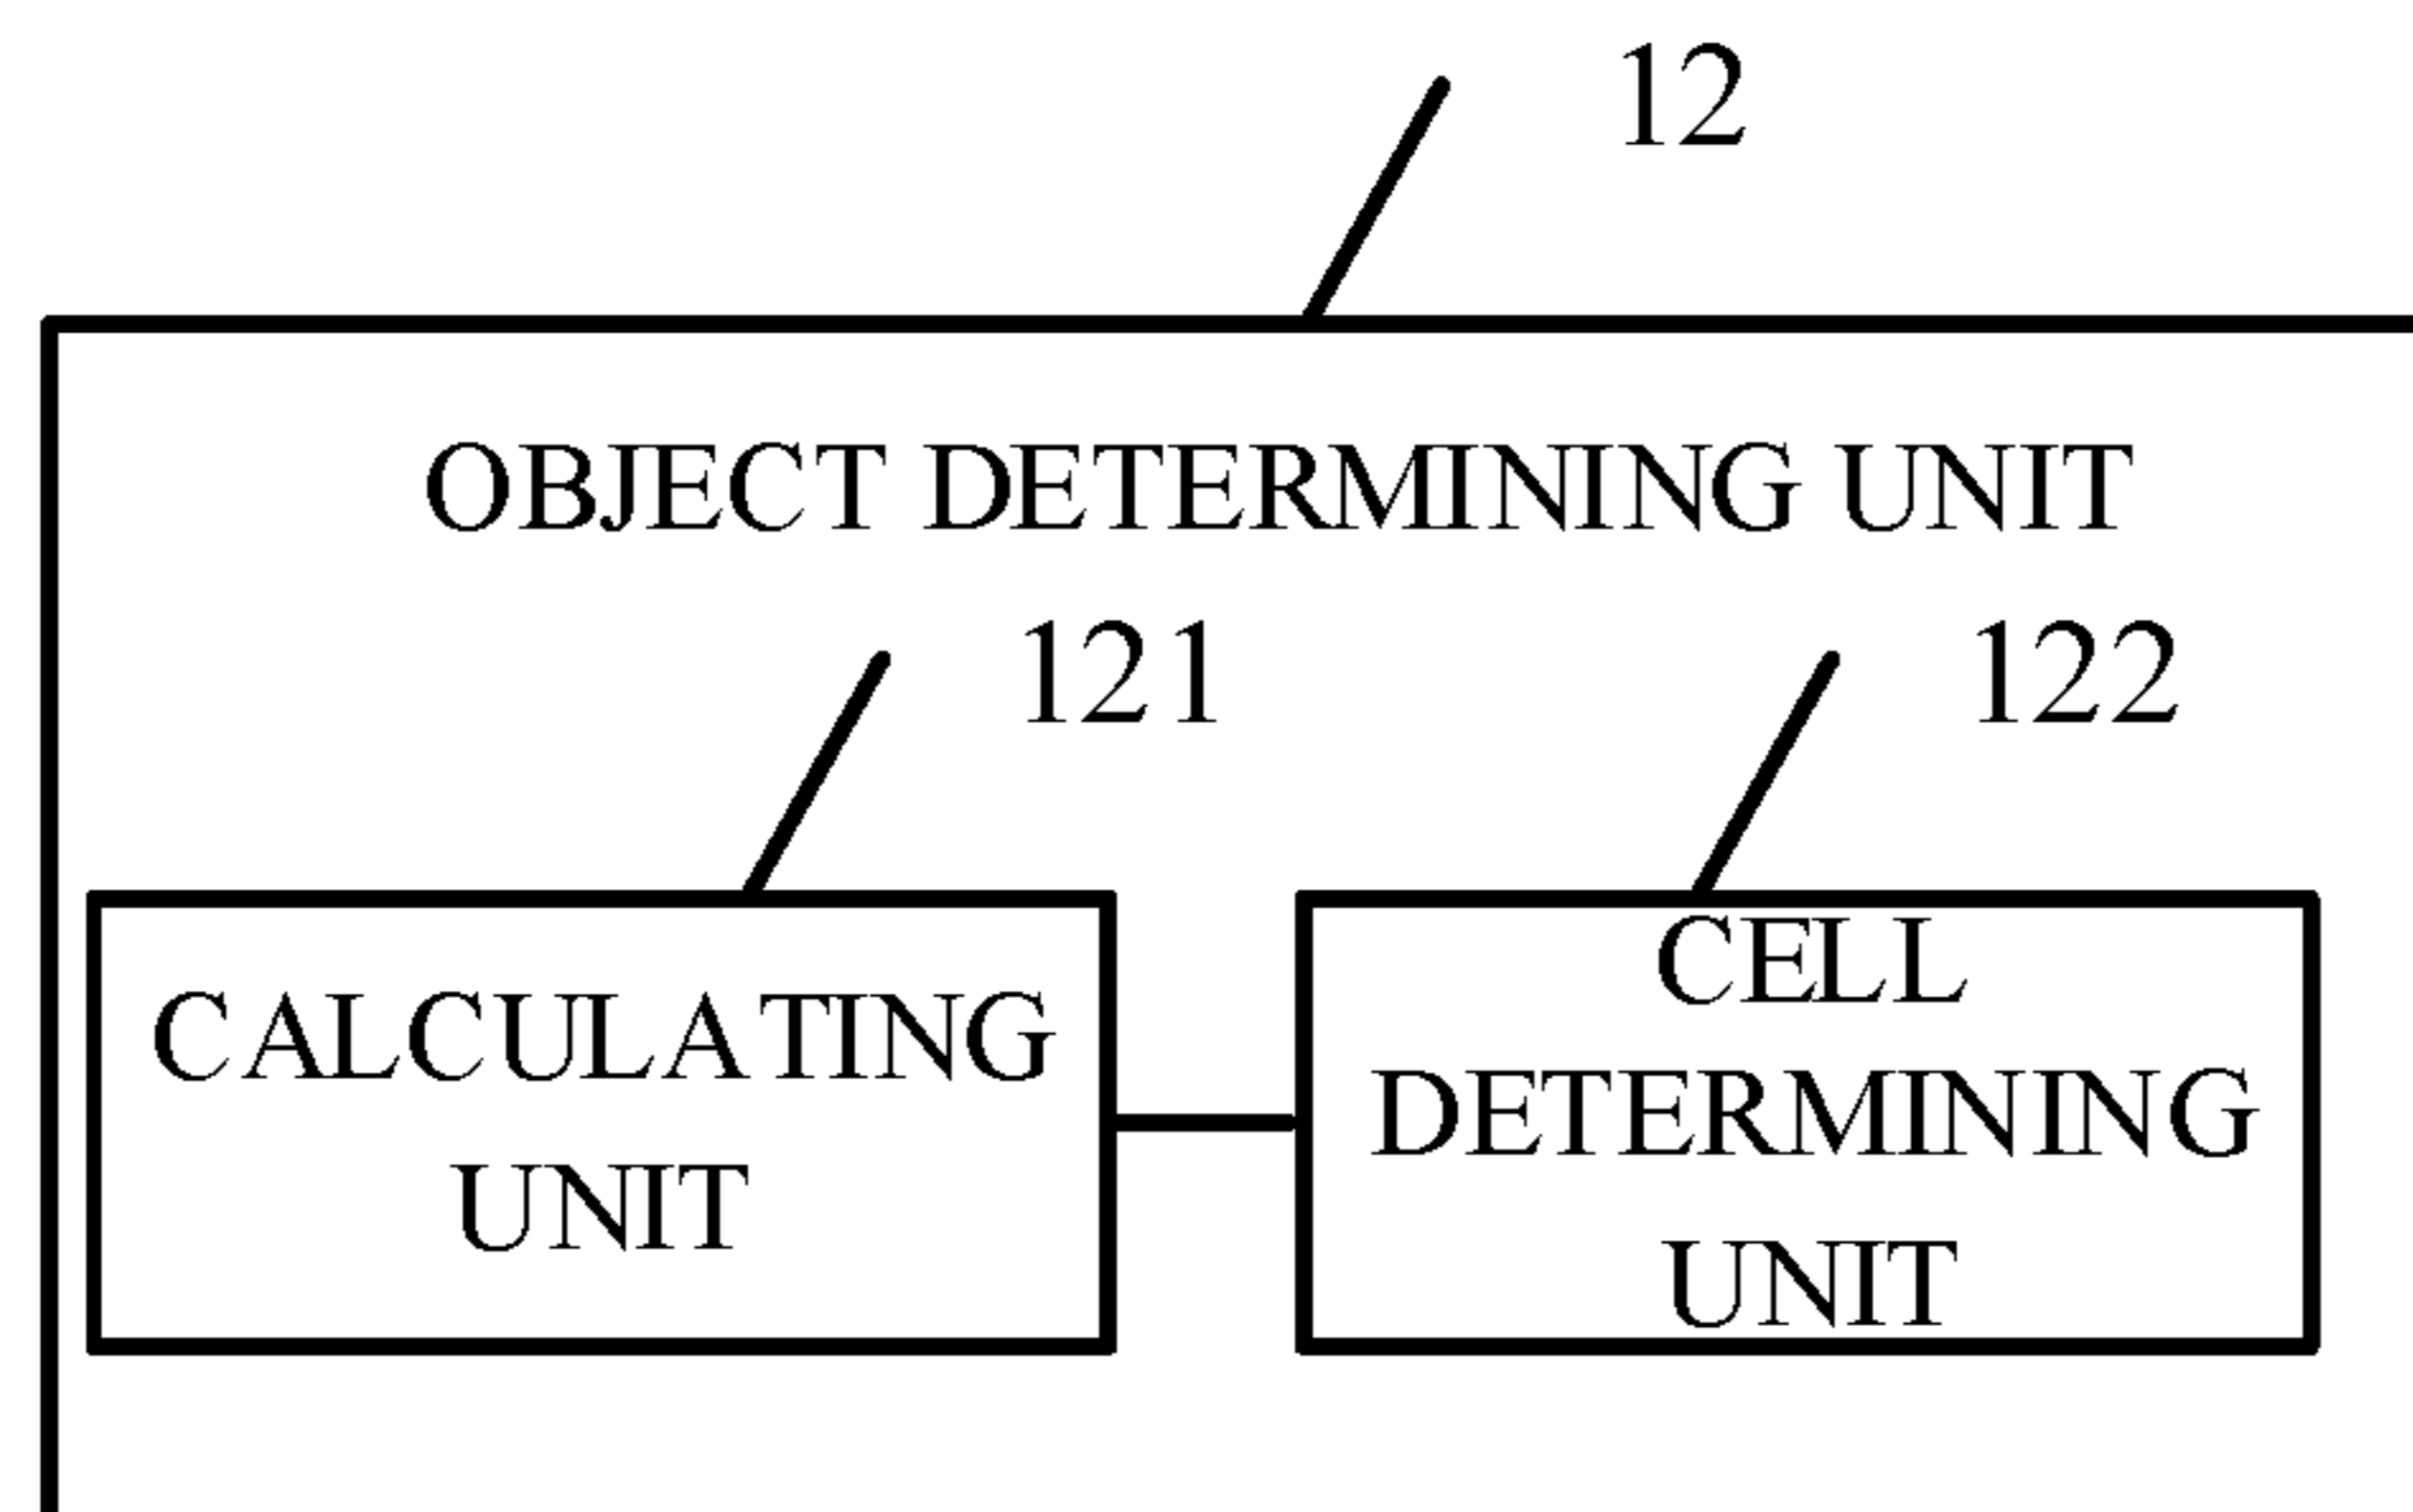 12
OBJECT DETERMINING UNIT
121
122
CALCULATING
UNIT
CELL
DETERMINING
UNIT